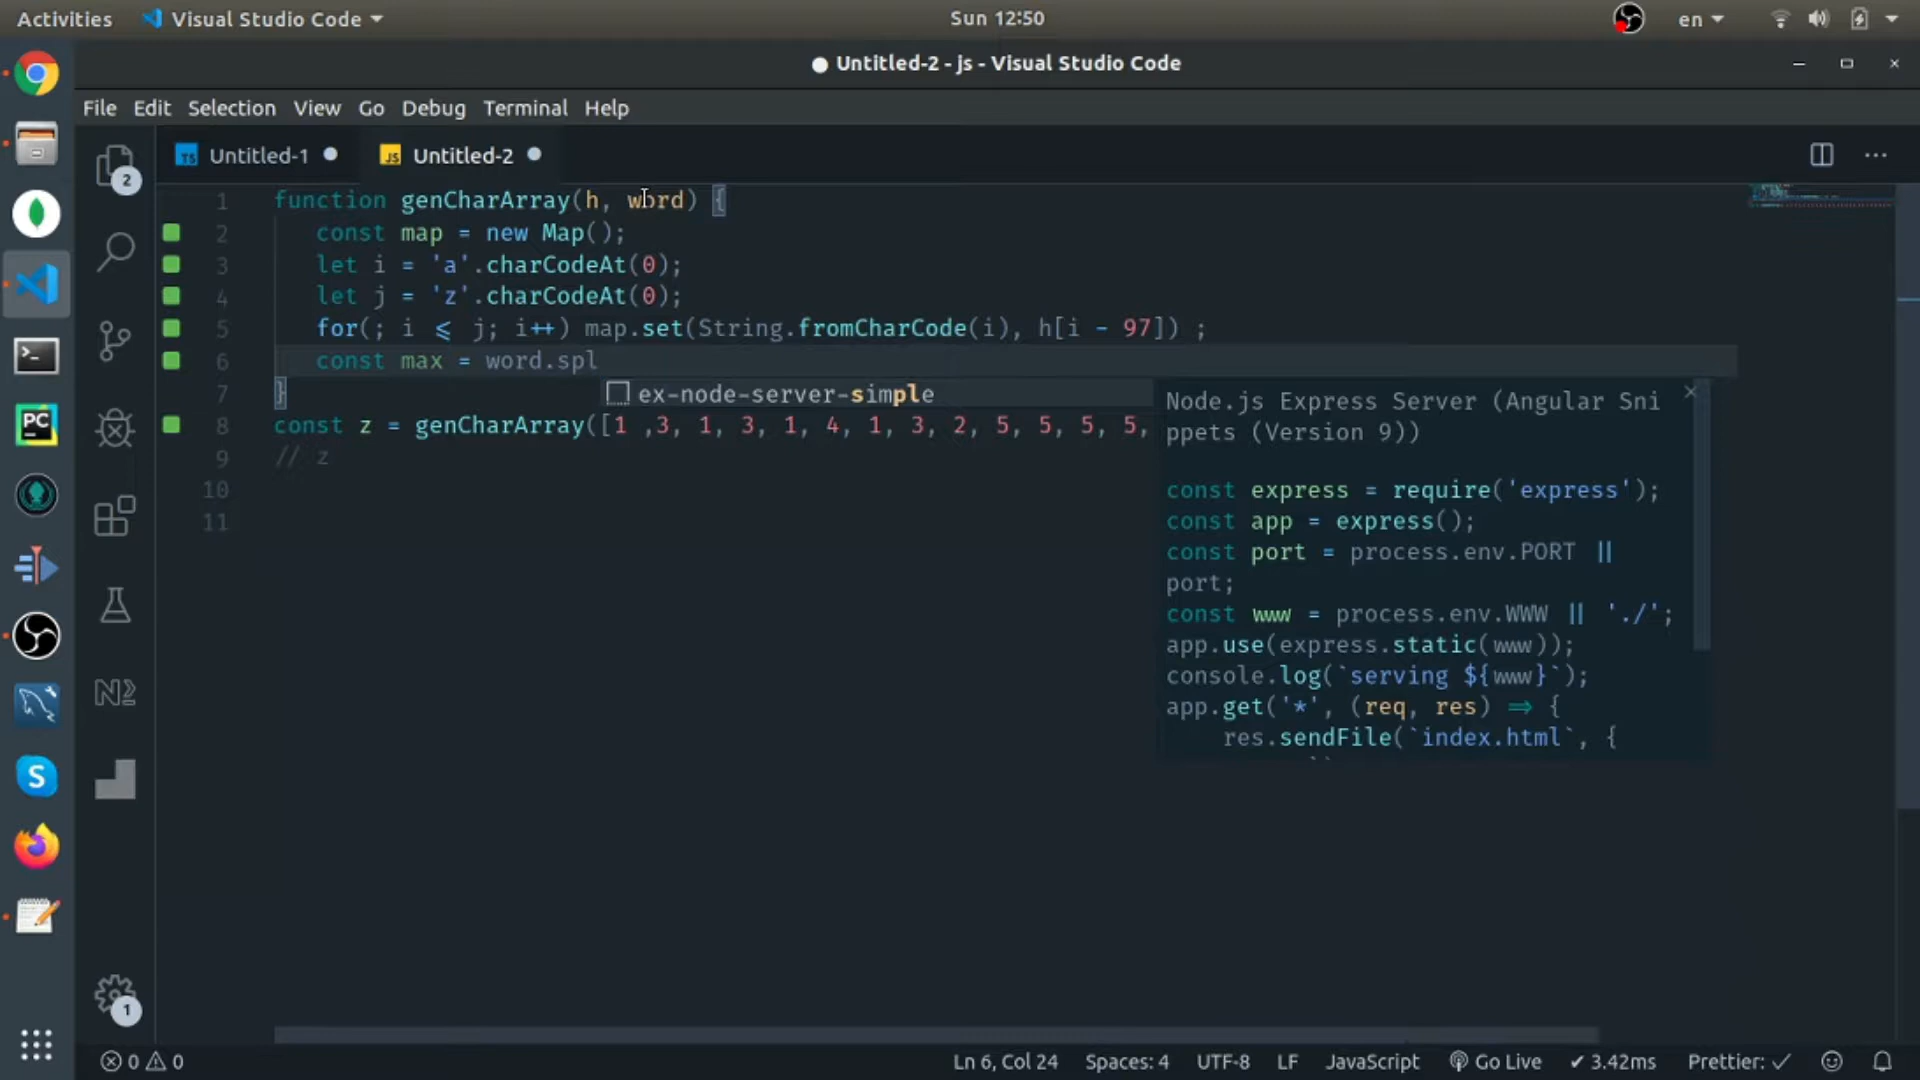 Activities Visual Studio Code Sun 12:50 en
Untitled-2 - js - Visual Studio Code
File Edit Selection View Go Debug Terminal Help
TS Untitled-1 JS Untitled-2
2
1 function genCharArray(h, word) {
2 const map = new Map();
3 let i = 'a'.charCodeAt(0);
4 let j = 'z'.charCodeAt(0);
5 for(; i <= j; i++) map.set(String.fromCharCode(i), h[i - 97]) ;
6 const max = word.spl
7 }
ex-node-server-simple
8 const z = genCharArray([1 ,3, 1, 3, 1, 4, 1, 3, 2, 5, 5, 5, 5,
9 // z
10
11
Node.js Express Server (Angular Sni
ppets (Version 9))
const express = require('express');
const app = express();
const port = process.env.PORT ||
port;
const www = process.env.WWW || './';
app.use(express.static(www));
console.log(`serving ${www}`);
app.get('*', (req, res) => {
res.sendFile(`index.html`, {
PC
S
1
0 0 Ln 6, Col 24 Spaces: 4 UTF-8 LF JavaScript Go Live ✓ 3.42ms Prettier: ✓